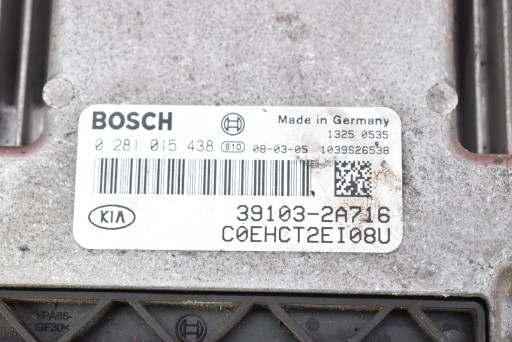 BOSCH
Made in Germany
1325 0535
0 281 015 438 B10 08-03-05 1039S26538
KIA
39103-2A716
C0EHCT2EI08U
>PA66-
GF30<